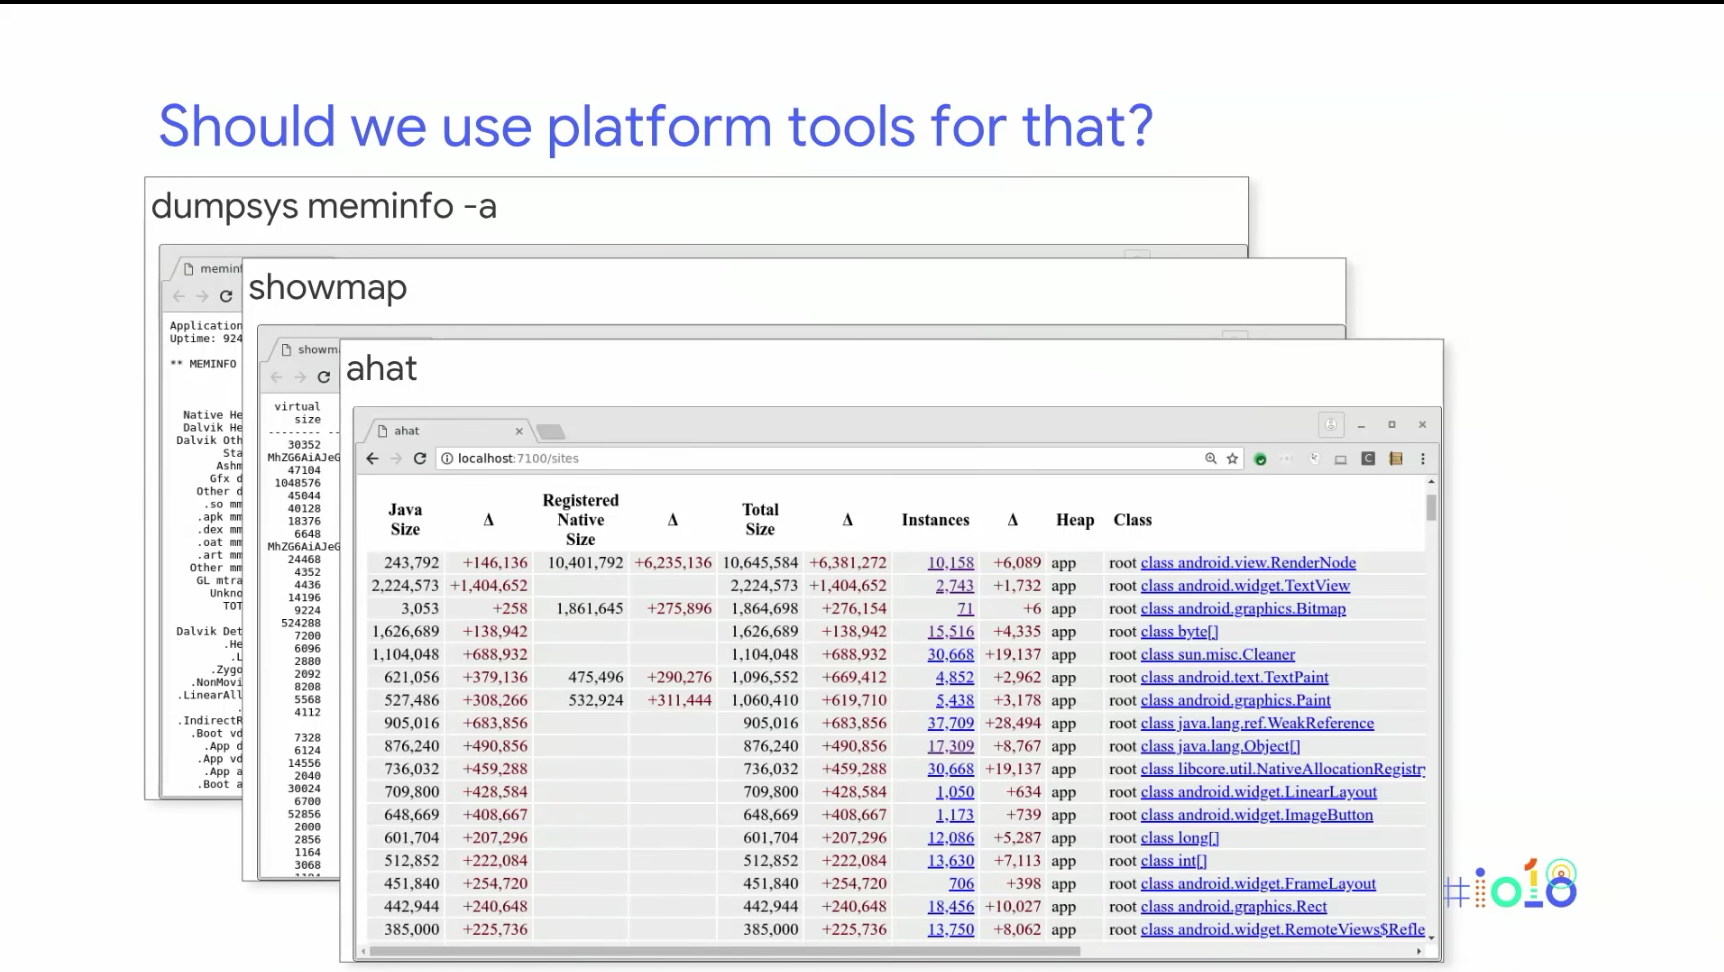 Should we use platform tools for that?
dumpsys meminfo -a
meminf
Application
Uptime: 924
** MEMINFO
Native He
Dalvik He
Dalvik Oth
Sta
Ashm
Gfx d
Other d
.so mm
.apk mm
.dex mm
.oat mm
.art mm
Other mm
GL mtra
Unkno
TOT
Dalvik Det
.He
.L
.Zygo
.NonMovi
.LinearAll
.
.IndirectR
.Boot vd
.App d
.App vd
.App a
.Boot a
showmap
showma
virtual
size
-------- --
30352
MhZG6AiAJeG
47104
1048576
45044
40128
18376
6648
MhZG6AiAJeG
24468
4352
4436
14196
9224
524288
7200
6096
2880
2092
8208
5568
4112
7328
6124
14556
2040
30024
6700
52856
2000
2856
1164
3068
ahat
ahat
localhost:7100/sites
Java Size Δ Registered Native Size Δ Total Size Δ Instances Δ Heap Class
243,792 +146,136 10,401,792 +6,235,136 10,645,584 +6,381,272 10,158 +6,089 app root class android.view.RenderNode
2,224,573 +1,404,652 2,224,573 +1,404,652 2,743 +1,732 app root class android.widget.TextView
3,053 +258 1,861,645 +275,896 1,864,698 +276,154 71 +6 app root class android.graphics.Bitmap
1,626,689 +138,942 1,626,689 +138,942 15,516 +4,335 app root class byte[]
1,104,048 +688,932 1,104,048 +688,932 30,668 +19,137 app root class sun.misc.Cleaner
621,056 +379,136 475,496 +290,276 1,096,552 +669,412 4,852 +2,962 app root class android.text.TextPaint
527,486 +308,266 532,924 +311,444 1,060,410 +619,710 5,438 +3,178 app root class android.graphics.Paint
905,016 +683,856 905,016 +683,856 37,709 +28,494 app root class java.lang.ref.WeakReference
876,240 +490,856 876,240 +490,856 17,309 +8,767 app root class java.lang.Object[]
736,032 +459,288 736,032 +459,288 30,668 +19,137 app root class libcore.util.NativeAllocationRegistry
709,800 +428,584 709,800 +428,584 1,050 +634 app root class android.widget.LinearLayout
648,669 +408,667 648,669 +408,667 1,173 +739 app root class android.widget.ImageButton
601,704 +207,296 601,704 +207,296 12,086 +5,287 app root class long[]
512,852 +222,084 512,852 +222,084 13,630 +7,113 app root class int[]
451,840 +254,720 451,840 +254,720 706 +398 app root class android.widget.FrameLayout
442,944 +240,648 442,944 +240,648 18,456 +10,027 app root class android.graphics.Rect
385,000 +225,736 385,000 +225,736 13,750 +8,062 app root class android.widget.RemoteViews$Refle
#io18